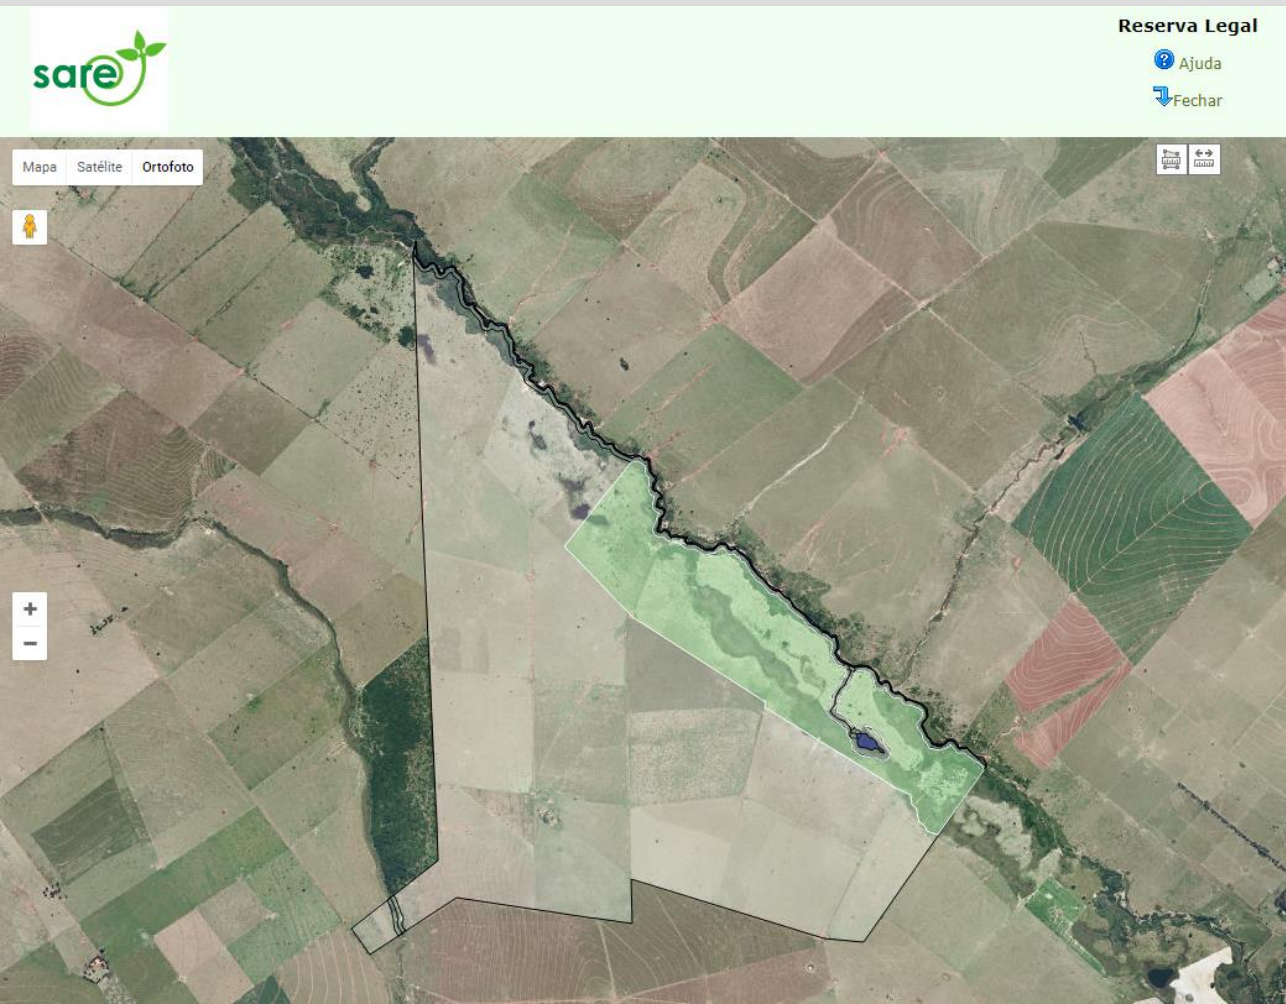 sare
Reserva Legal
Ajuda
Fechar
Mapa Satélite Ortofoto
+
−